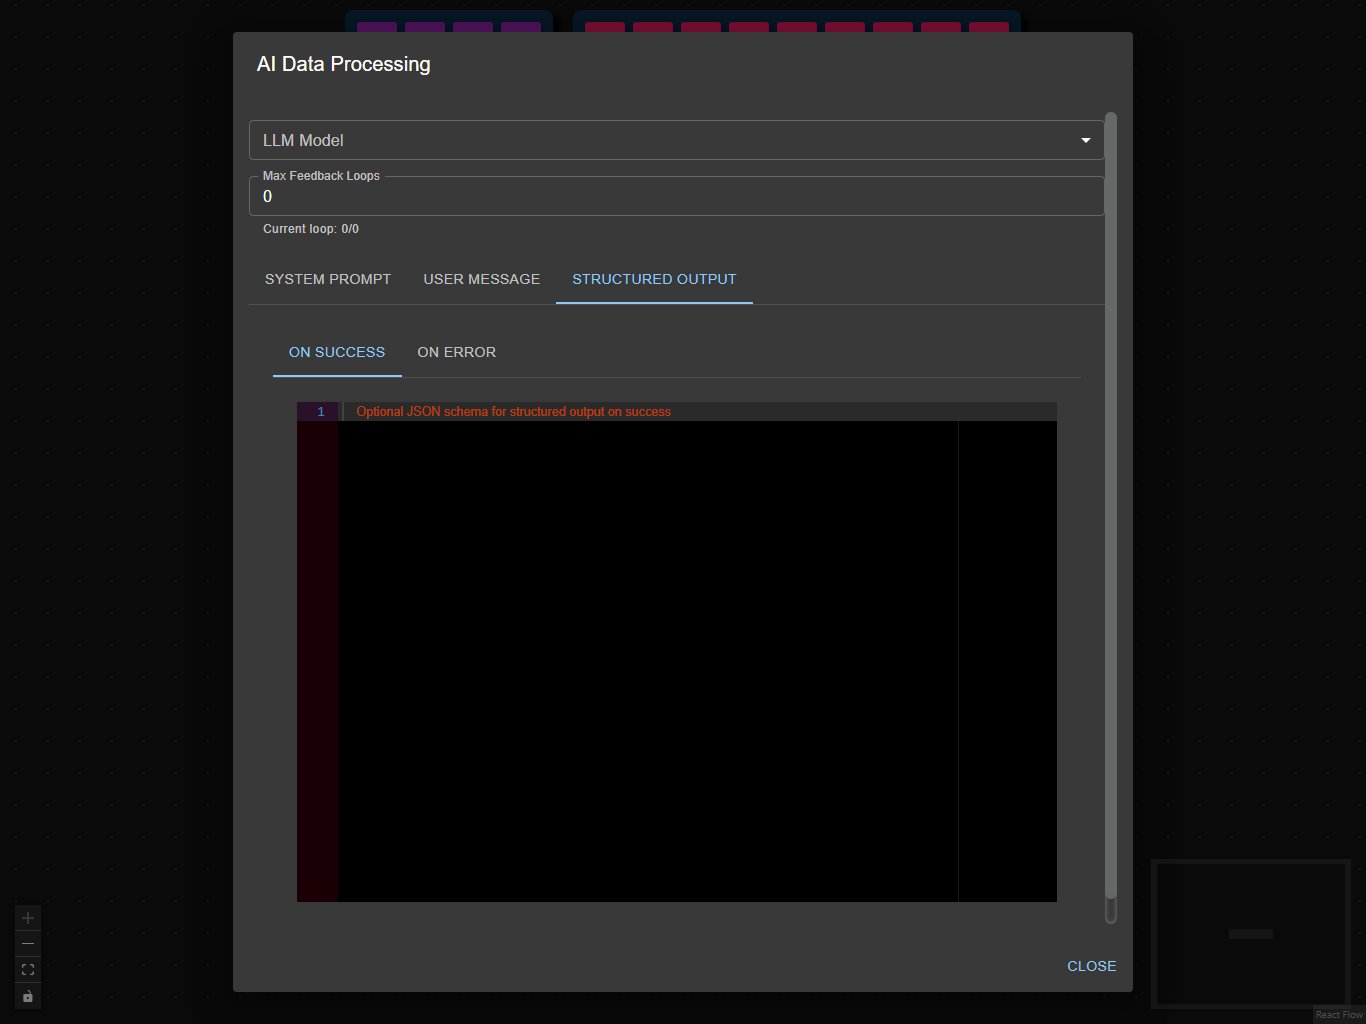 AI Data Processing
LLM Model
Max Feedback Loops
0
Current loop: 0/0
SYSTEM PROMPT USER MESSAGE STRUCTURED OUTPUT
ON SUCCESS ON ERROR
1 Optional JSON schema for structured output on success
CLOSE
React Flow